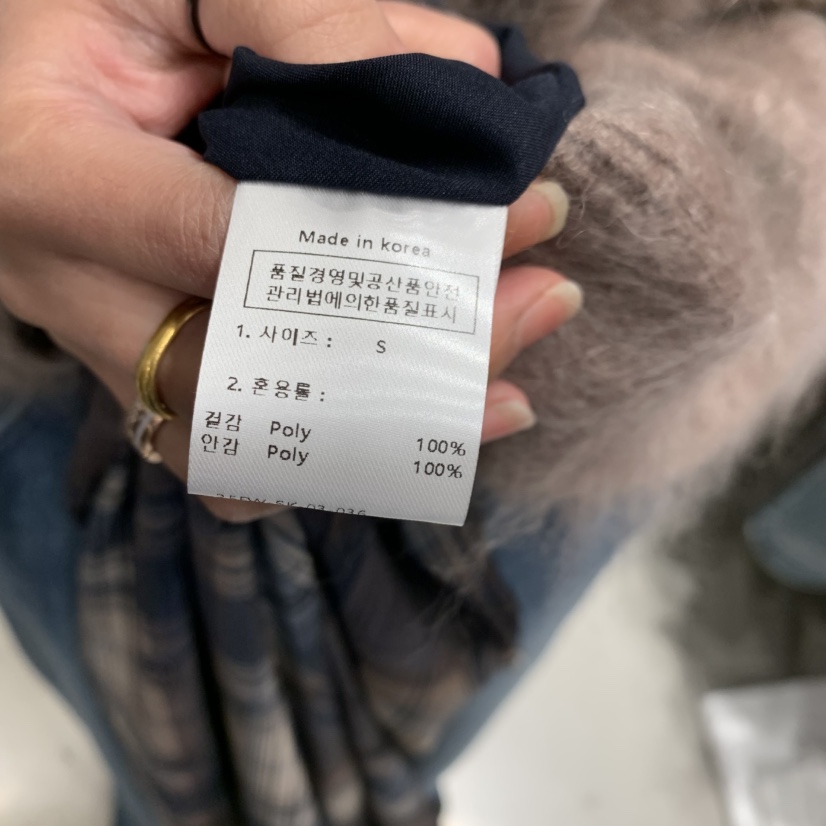 Made in korea
품질경영및공산품안전
관리법에의한품질표시
1. 사이즈 : S
2. 혼용률 :
겉감 Poly 100%
안감 Poly 100%